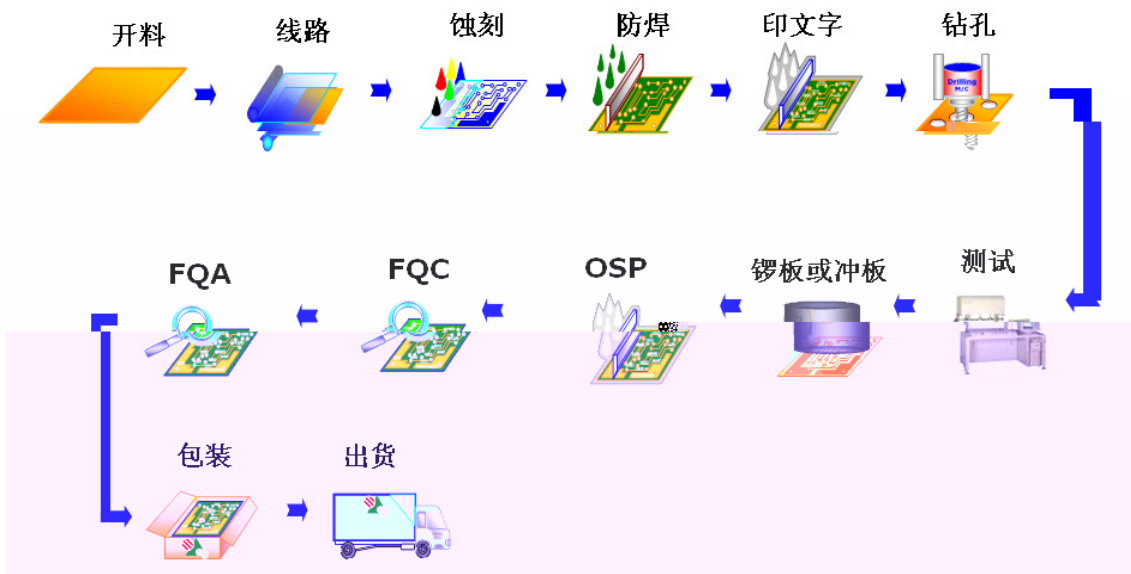 开料
线路
蚀刻
防焊
印文字
钻孔
Drilling
M/C
测试
锣板或冲板
OSP
FQC
FQA
包装
出货